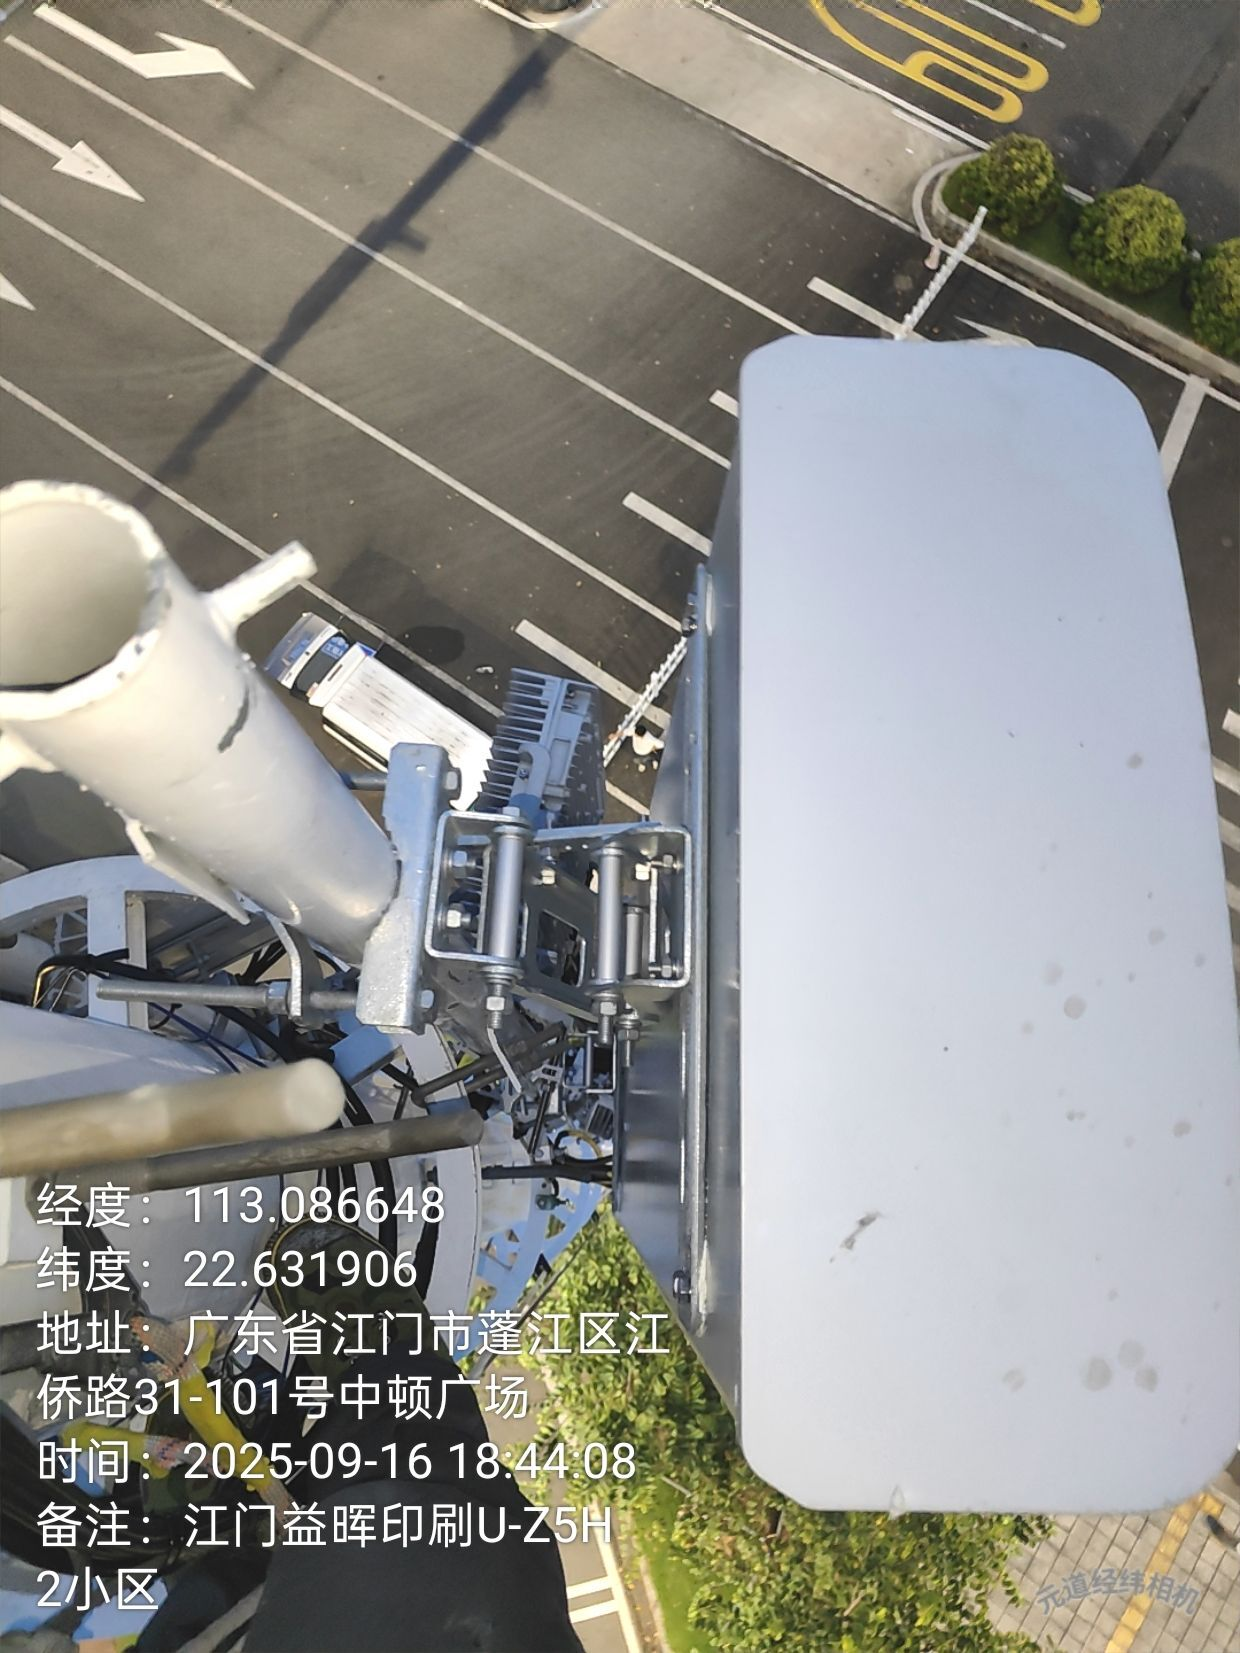 经度：113.086648
纬度：22.631906
地址：广东省江门市蓬江区江
侨路31-101号中顿广场
时间：2025-09-16 18:44:08
备注：江门益晖印刷U-Z5H
2小区
元道经纬相机